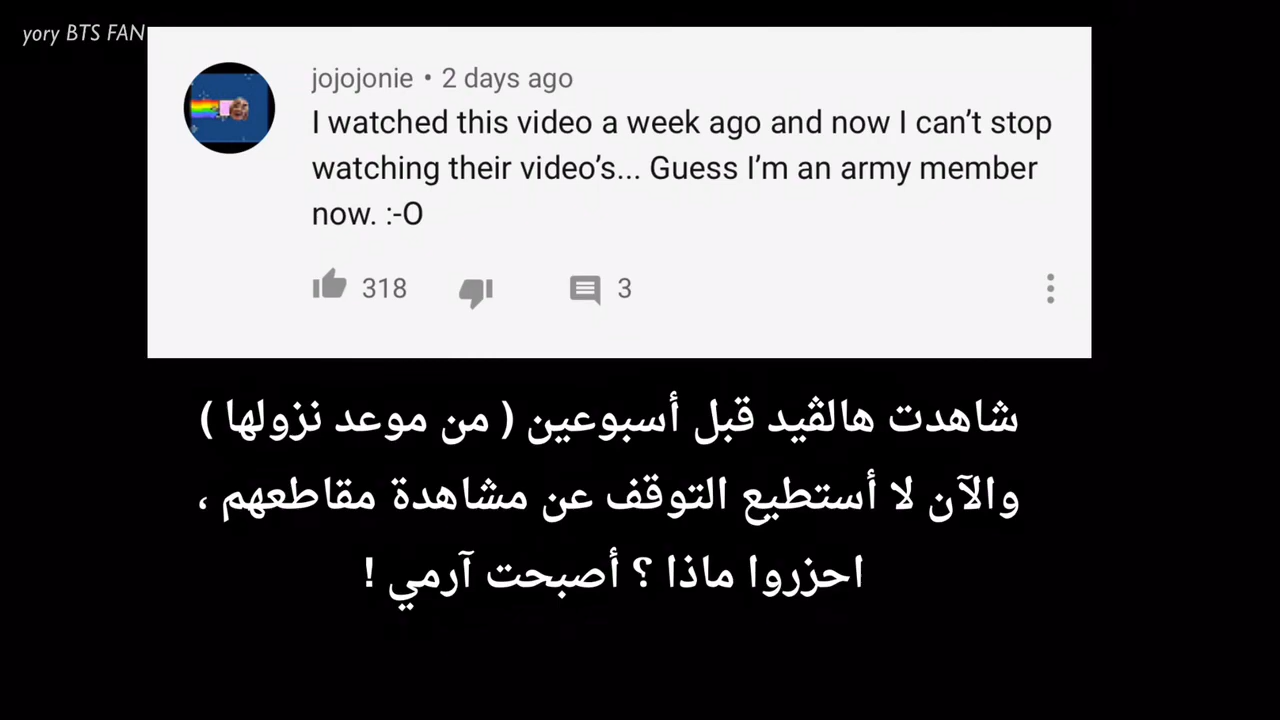 yory BTS FAN
jojojonie • 2 days ago
I watched this video a week ago and now I can't stop
watching their video's... Guess I'm an army member
now. :-O
318
3
شاهدت هالڤيد قبل أسبوعين ( من موعد نزولها )
والآن لا أستطيع التوقف عن مشاهدة مقاطعهم ،
احزروا ماذا ؟ أصبحت آرمي !